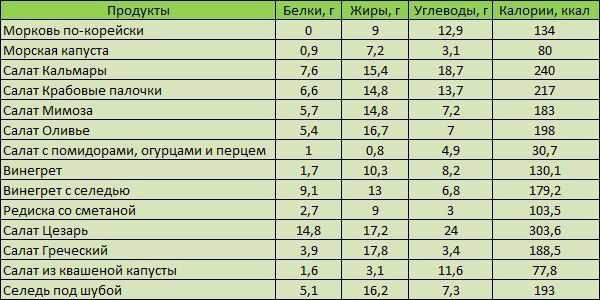 Продукты Белки, г Жиры, г Углеводы, г Калории, ккал
Морковь по-корейски 0 9 12,9 134
Морская капуста 0,9 7,2 3,1 80
Салат Кальмары 7,6 15,4 18,7 240
Салат Крабовые палочки 6,6 14,8 13,7 217
Салат Мимоза 5,7 14,8 7,2 183
Салат Оливье 5,4 16,7 7 198
Салат с помидорами, огурцами и перцем 1 0,8 4,9 30,7
Винегрет 1,7 10,3 8,2 130,1
Винегрет с селедью 9,1 13 6,8 179,2
Редиска со сметаной 2,7 9 3 103,5
Салат Цезарь 14,8 17,2 24 303,6
Салат Греческий 3,9 17,8 3,4 188,5
Салат из квашеной капусты 1,6 3,1 11,6 77,8
Селедь под шубой 5,1 16,2 7,3 193